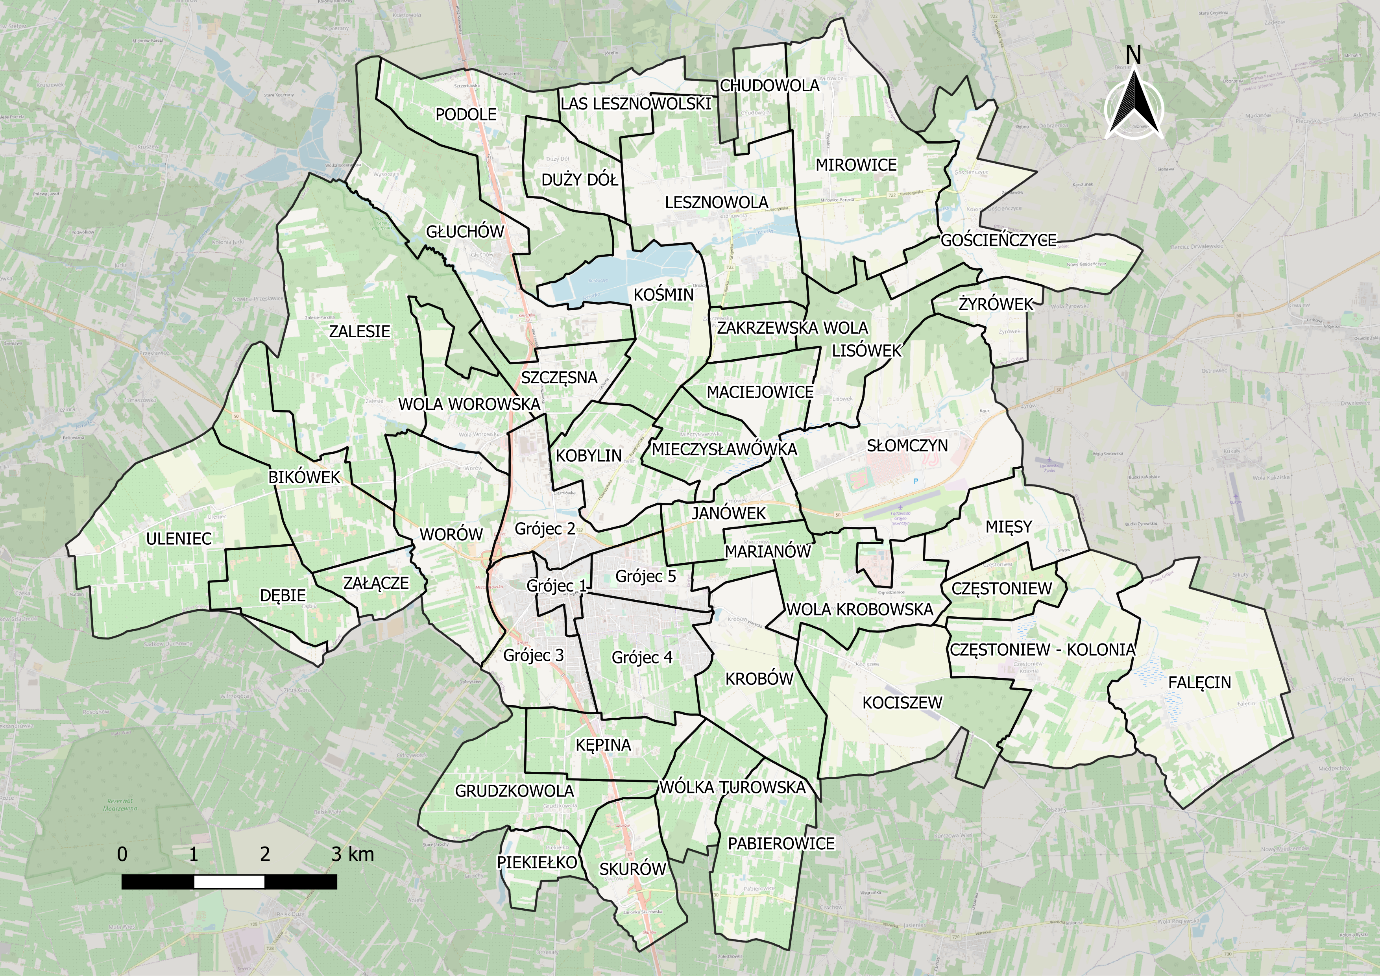 N
CHUDOWOLA
LAS LESZNOWOLSKI
PODOLE
MIROWICE
DUŻY DÓŁ
LESZNOWOLA
GŁUCHÓW
GOŚCIEŃCZYCE
KOŚMIN
ŻYRÓWEK
ZALESIE
ZAKRZEWSKA WOLA
LISÓWEK
SZCZĘSNA
MACIEJOWICE
WOLA WOROWSKA
SŁOMCZYN
MIECZYSŁAWÓWKA
KOBYLIN
BIKÓWEK
JANÓWEK
MIĘSY
Grójec 2
WORÓW
ULENIEC
MARIANÓW
Grójec 5
ZAŁĄCZE
Grójec 1
CZĘSTONIEW
DĘBIE
WOLA KROBOWSKA
CZĘSTONIEW - KOLONIA
Grójec 3
Grójec 4
KROBÓW
FALĘCIN
KOCISZEW
KĘPINA
WÓLKA TUROWSKA
GRUDZKOWOLA
PABIEROWICE
PIEKIEŁKO
SKURÓW
0 1 2 3 km